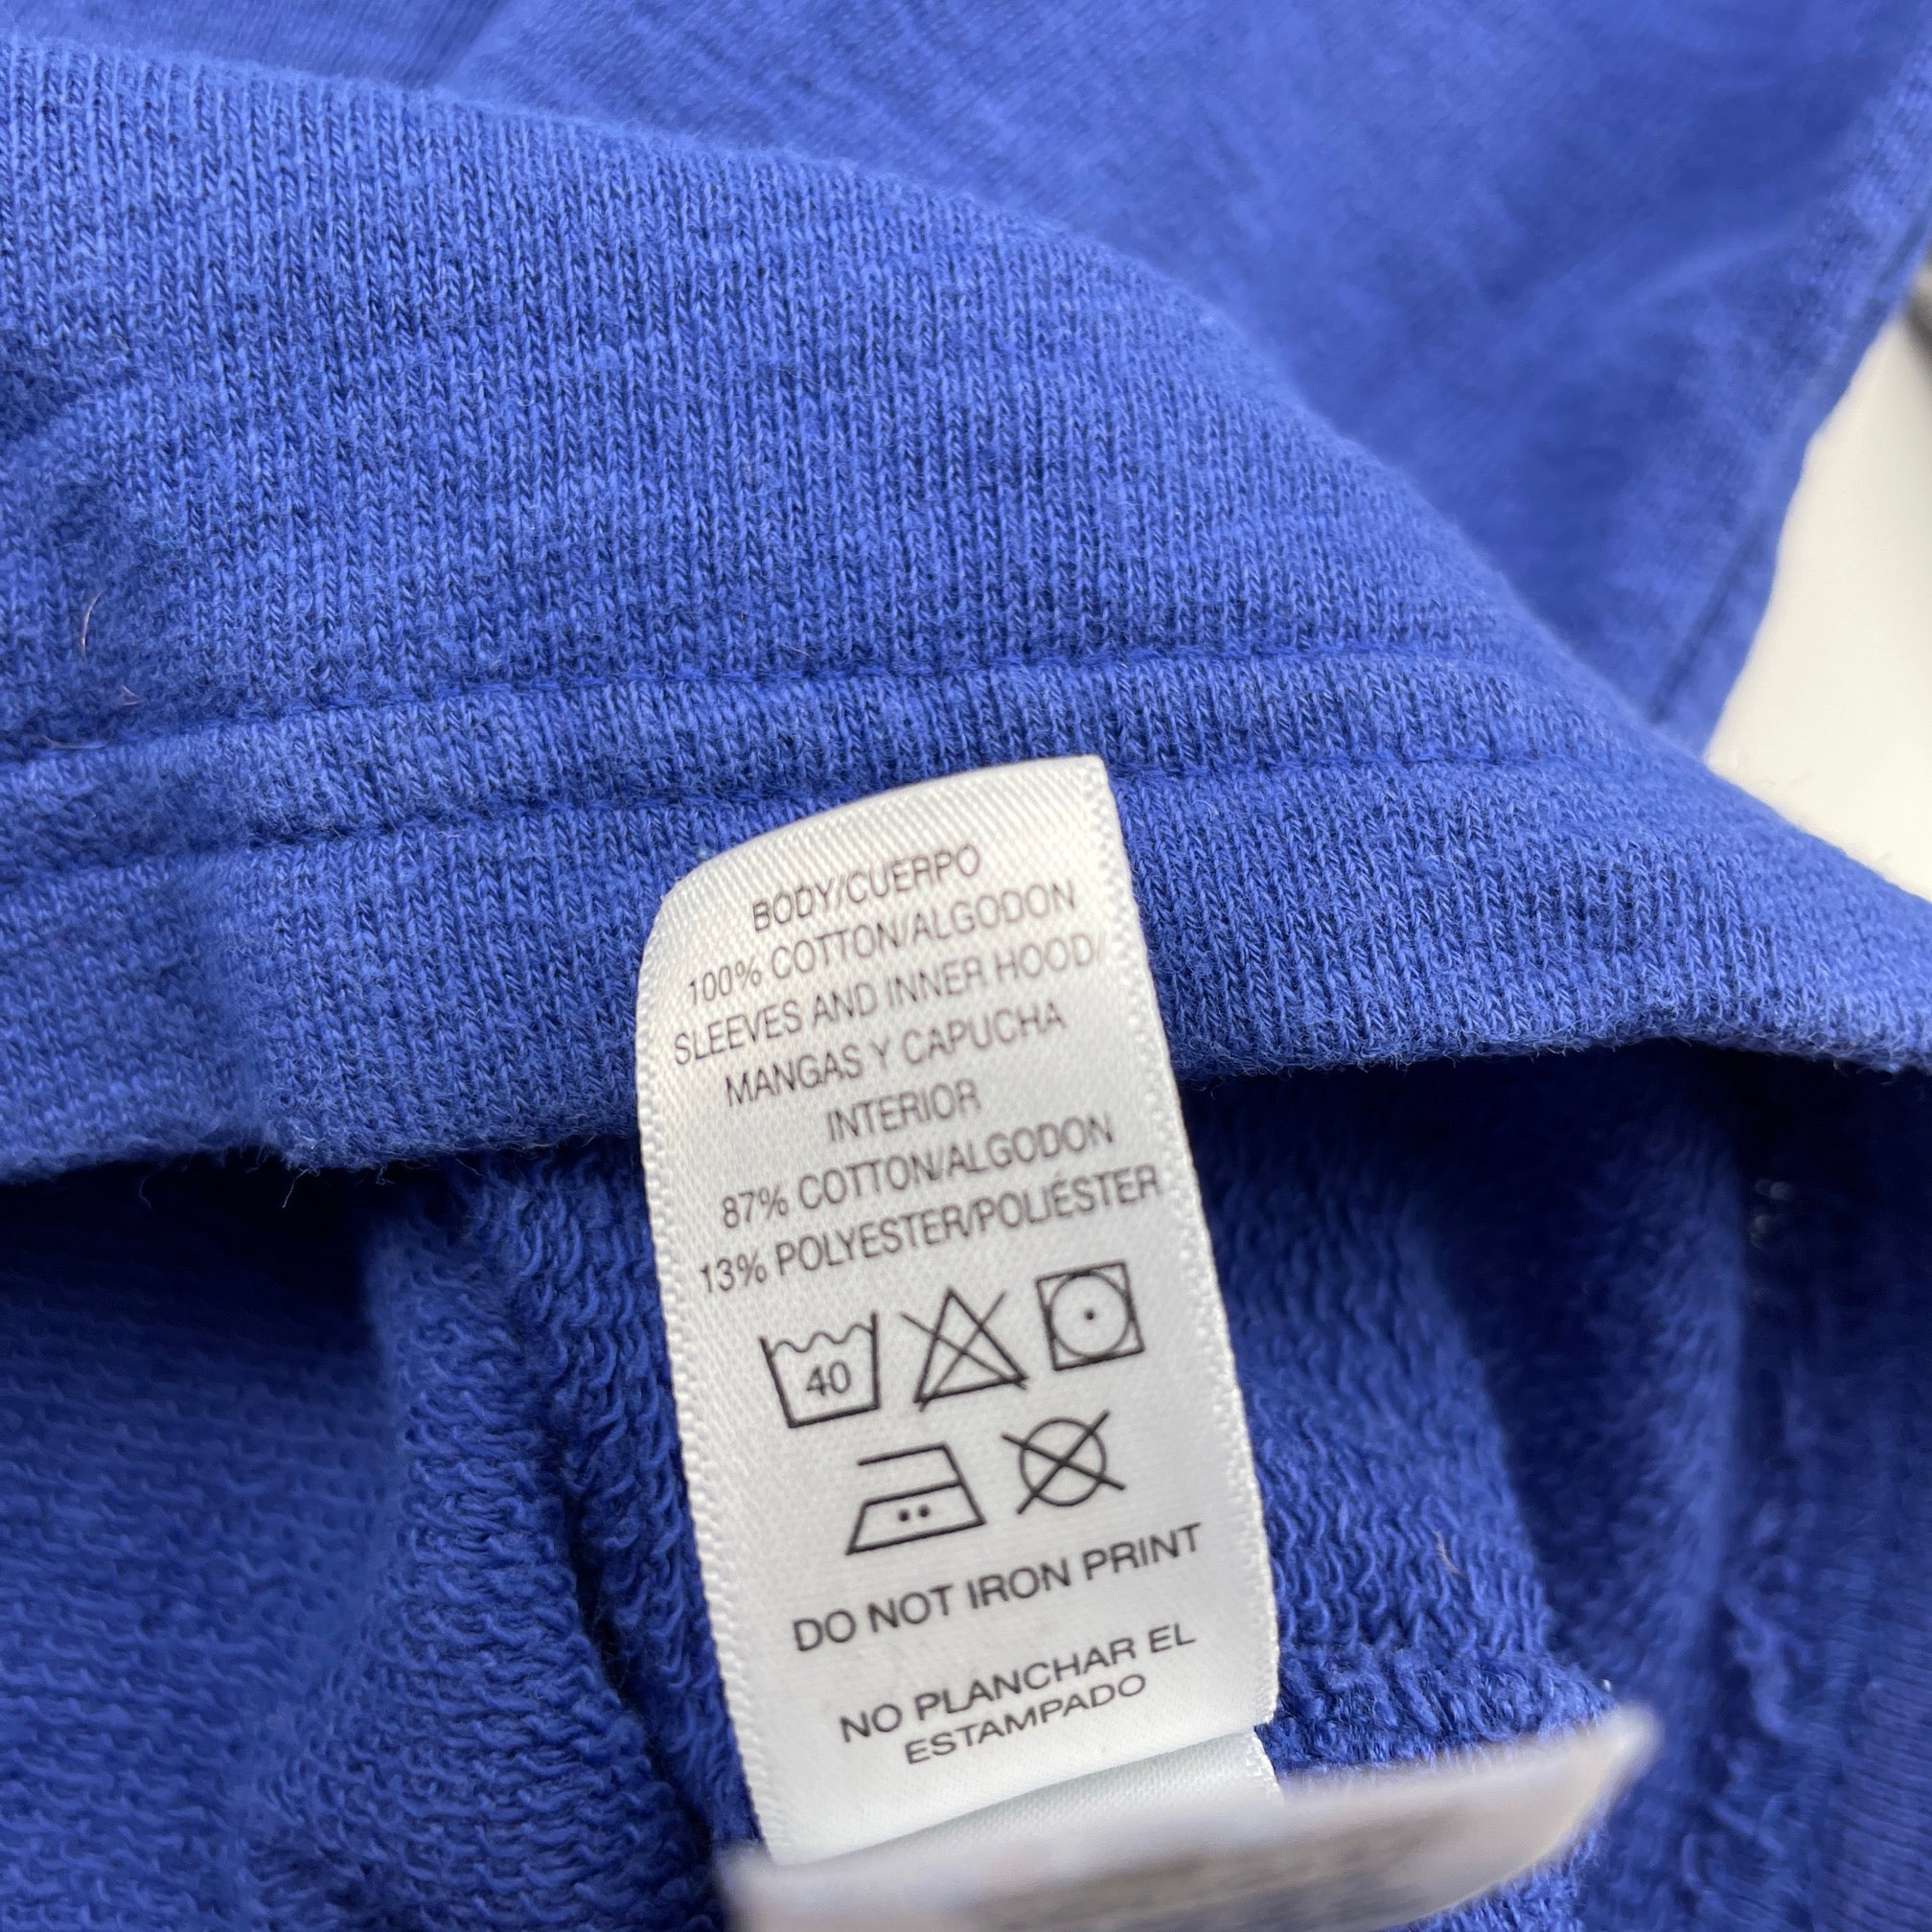 BODY/CUERPO
100% COTTON/ALGODON
SLEEVES AND INNER HOOD/
MANGAS Y CAPUCHA
INTERIOR
87% COTTON/ALGODON
13% POLYESTER/POLIÉSTER
40
DO NOT IRON PRINT
NO PLANCHAR EL
ESTAMPADO